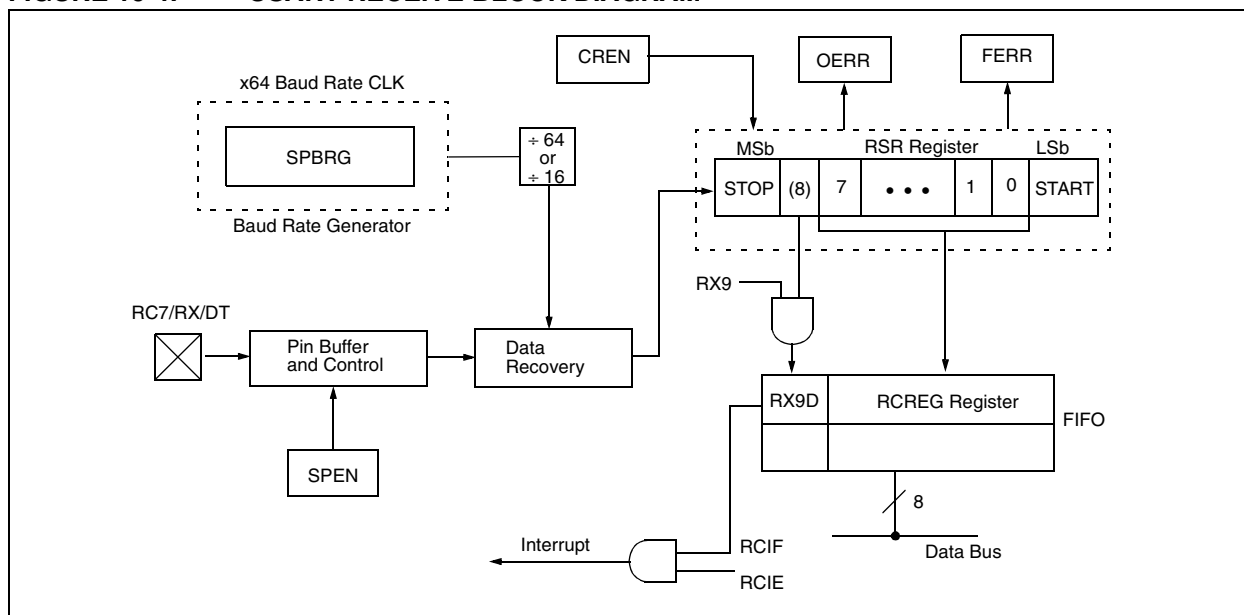 CREN
OERR
FERR
x64 Baud Rate CLK
SPBRG
÷ 64
or
÷ 16
Baud Rate Generator
MSb
RSR Register
LSb
STOP
(8)
7
• • •
1
0
START
RX9
RC7/RX/DT
Pin Buffer
and Control
Data
Recovery
SPEN
RX9D
RCREG Register
FIFO
8
Data Bus
Interrupt
RCIF
RCIE